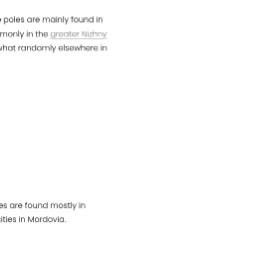 poles are mainly found in
monly in the greater Nizhny
what randomly elsewhere in
es are found mostly in
ities in Mordovia.